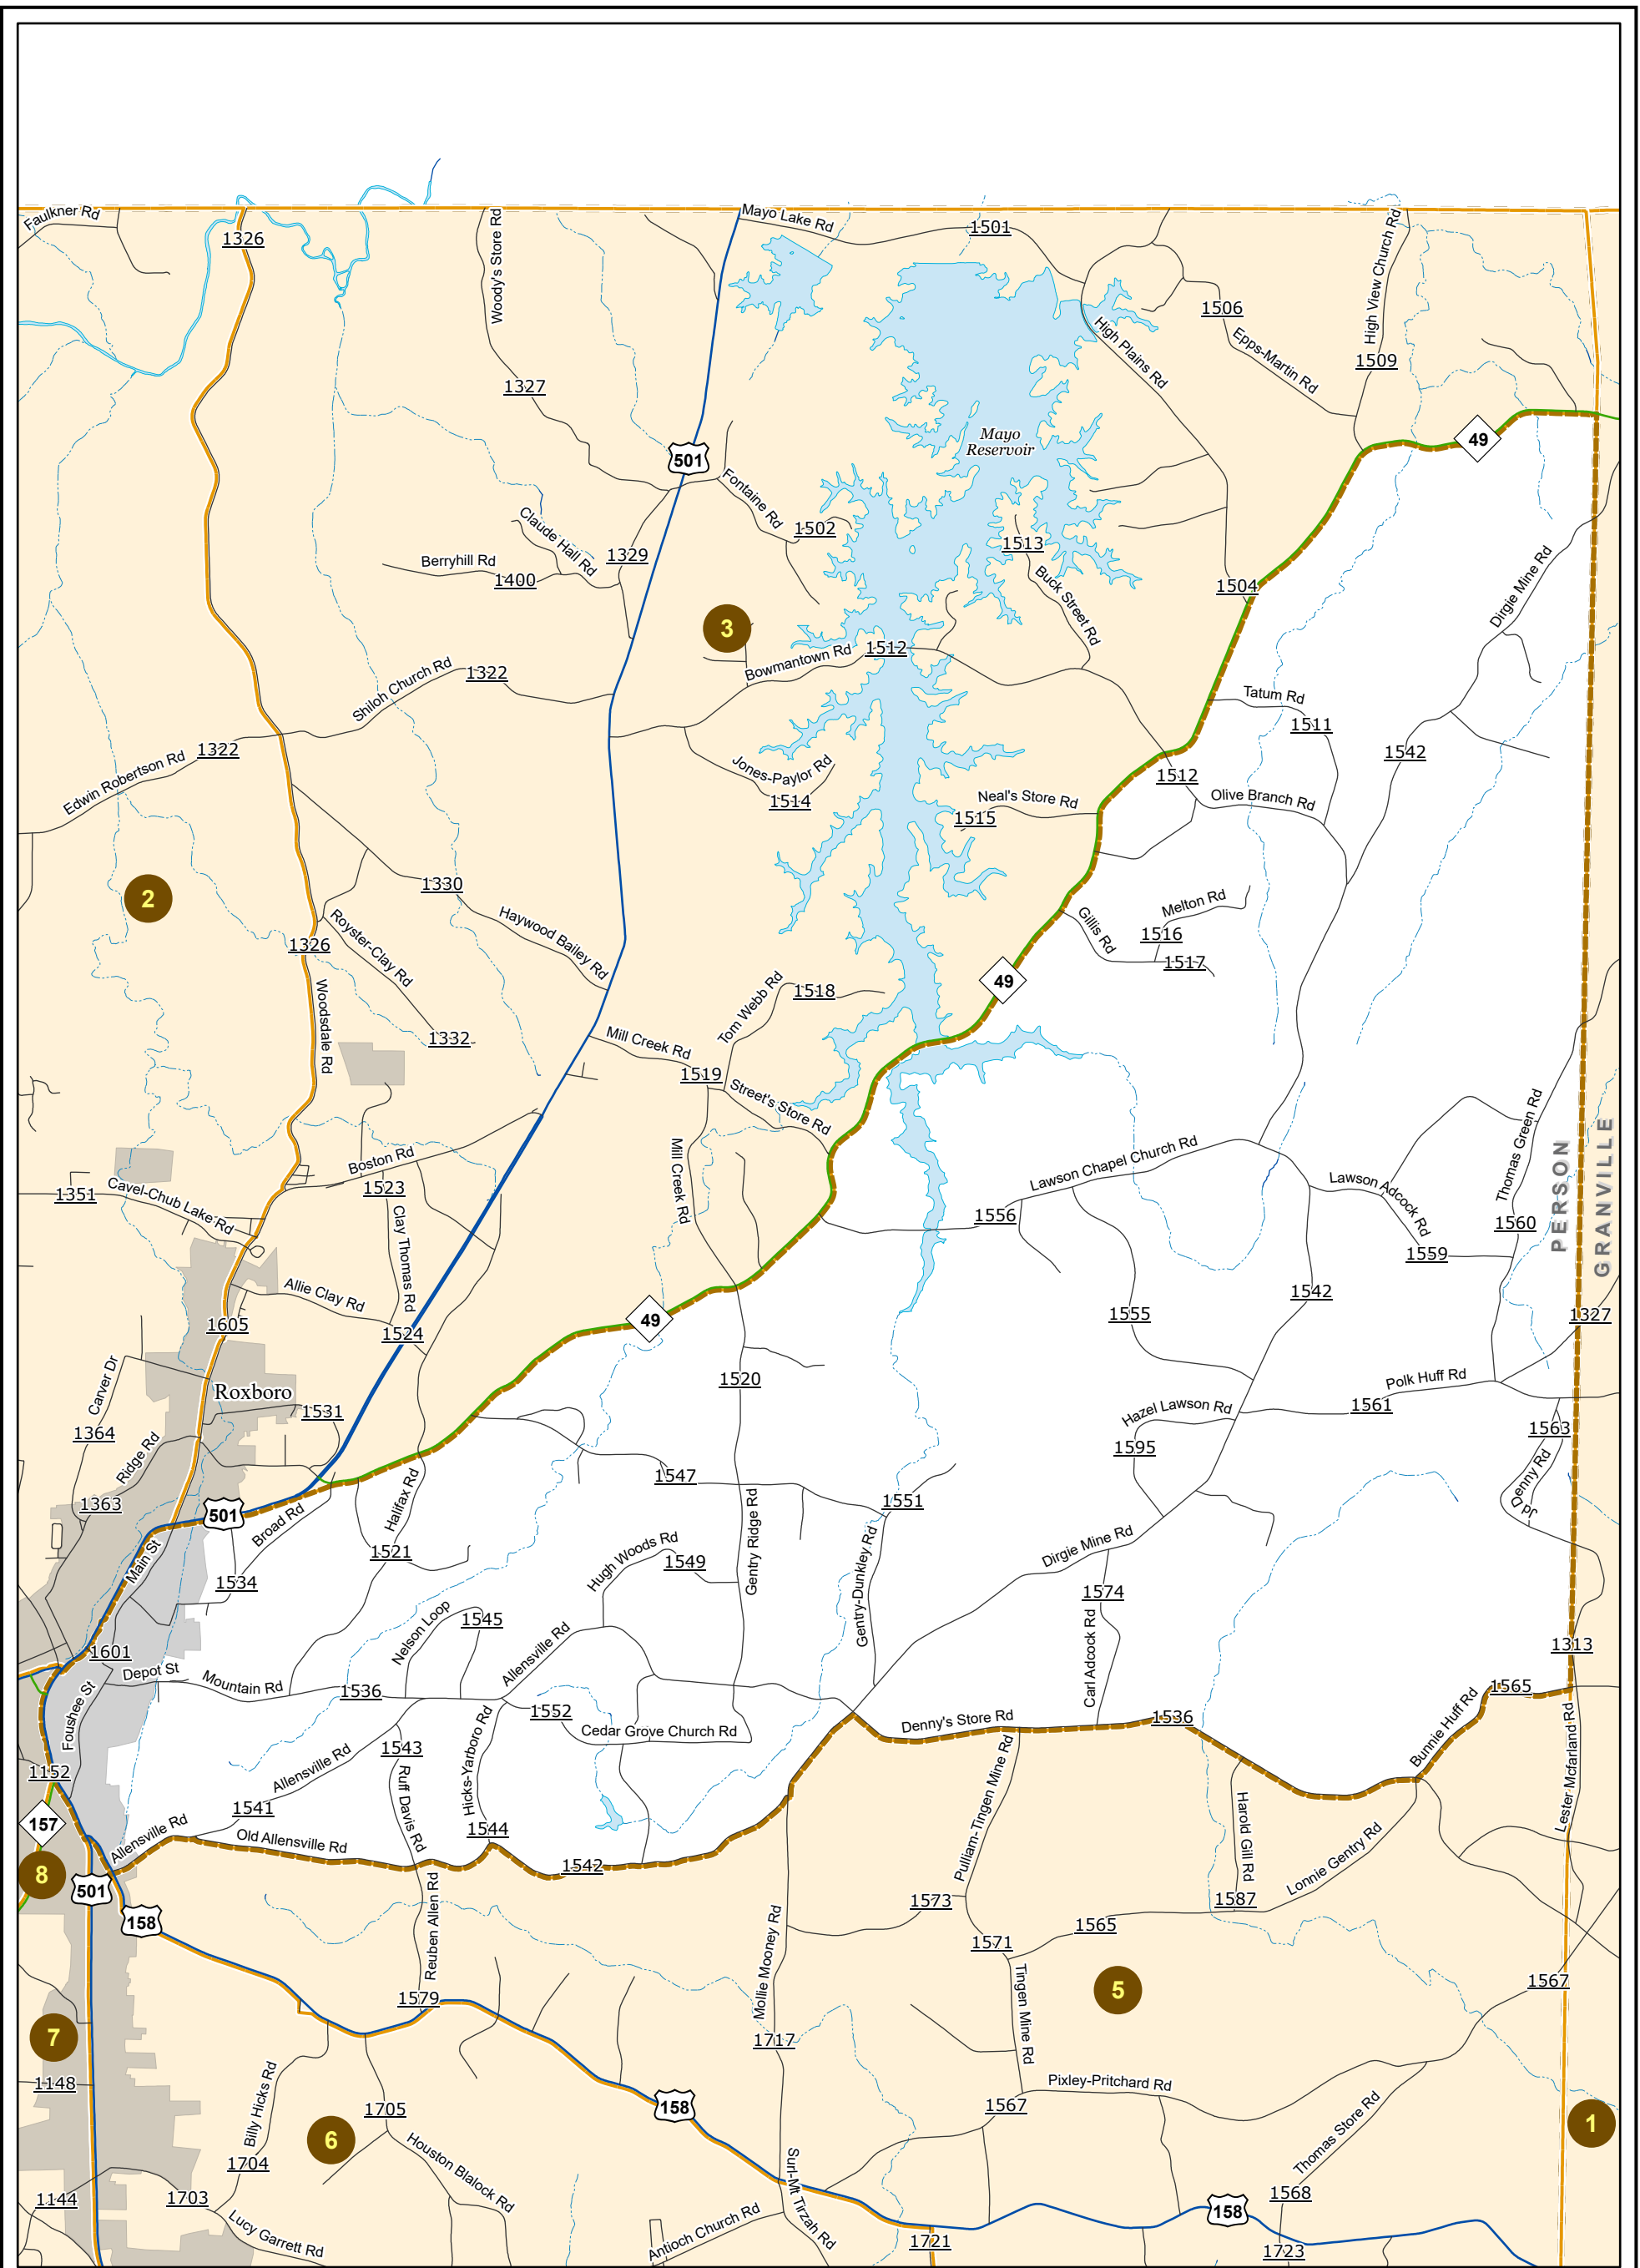 Faulkner Rd
1326
Woody's Store Rd
Mayo Lake Rd
1501
High View Church Rd
1506
Epps-Martin Rd
High Plains Rd
1509
1327
Mayo
Reservoir
49
501
Fontaine Rd
1502
Claude Hall Rd
1329
Berryhill Rd
1400
1513
Buck Street Rd
1504
Dirgie Mine Rd
3
Bowmantown Rd
1512
Shiloh Church Rd
1322
Tatum Rd
1511
1322
Edwin Robertson Rd
1542
Jones-Paylor Rd
1514
1512
Olive Branch Rd
Neal's Store Rd
1515
2
1330
Haywood Bailey Rd
Royster-Clay Rd
1326
Woodsdale Rd
Melton Rd
Gillis Rd
1516
1517
49
Tom Webb Rd
1518
1332
Mill Creek Rd
1519
Street's Store Rd
Mill Creek Rd
Thomas Green Rd
PERSON
GRANVILLE
Boston Rd
1523
Clay Thomas Rd
1351
Cavel-Chub Lake Rd
Lawson Chapel Church Rd
1556
Lawson Adcock Rd
1560
1559
Allie Clay Rd
1542
1555
1327
1605
1524
49
Carver Dr
1520
Polk Huff Rd
Roxboro
1531
1561
Hazel Lawson Rd
1364
1563
1595
Ridge Rd
1547
Denny Rd
Jd
1363
501
Halifax Rd
Gentry Ridge Rd
1551
Broad Rd
Main St
1521
Gentry-Dunkley Rd
Dirgie Mine Rd
1534
Hugh Woods Rd
1549
1574
Nelson Loop
1545
Carl Adcock Rd
1601
Depot St
Allensville Rd
1313
Mountain Rd
1536
1565
Foushee St
1552
Hicks-Yarboro Rd
Cedar Grove Church Rd
Denny's Store Rd
1536
Bunnie Huff Rd
Lester Mcfarland Rd
1543
Allensville Rd
1152
Ruff Davis Rd
Pulliam-Tingen Mine Rd
1541
157
Allensville Rd
Old Allensville Rd
1544
Harold Gill Rd
Lonnie Gentry Rd
1542
8
501
158
Reuben Allen Rd
Mollie Mooney Rd
1573
1587
1565
1571
Tingen Mine Rd
1567
5
1579
7
1717
1148
Billy Hicks Rd
Pixley-Pritchard Rd
1705
158
1567
6
Houston Blalock Rd
Thomas Store Rd
1
1704
Surl-Mt Tirzah Rd
1144
1703
1568
158
Lucy Garrett Rd
Antioch Church Rd
1721
1723